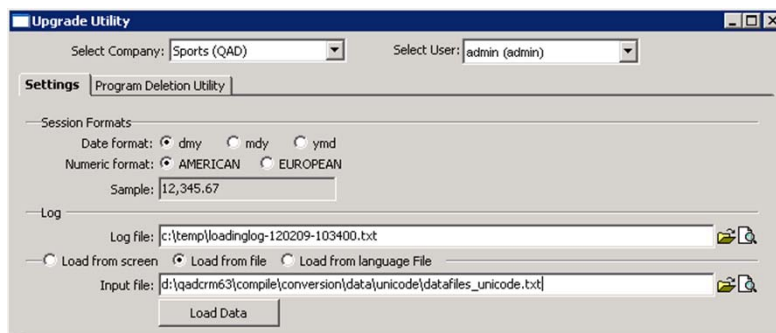 Upgrade Utility
Select Company: Sports (QAD) Select User: admin (admin)
Settings Program Deletion Utility
Session Formats
Date format: dmy mdy ymd
Numeric format: AMERICAN EUROPEAN
Sample: 12,345.67
Log
Log file: c:\temp\loadinglog-120209-103400.txt
Load from screen Load from file Load from language File
Input file: d:\qadcrm63\compile\conversion\data\unicode\datafiles_unicode.txt
Load Data